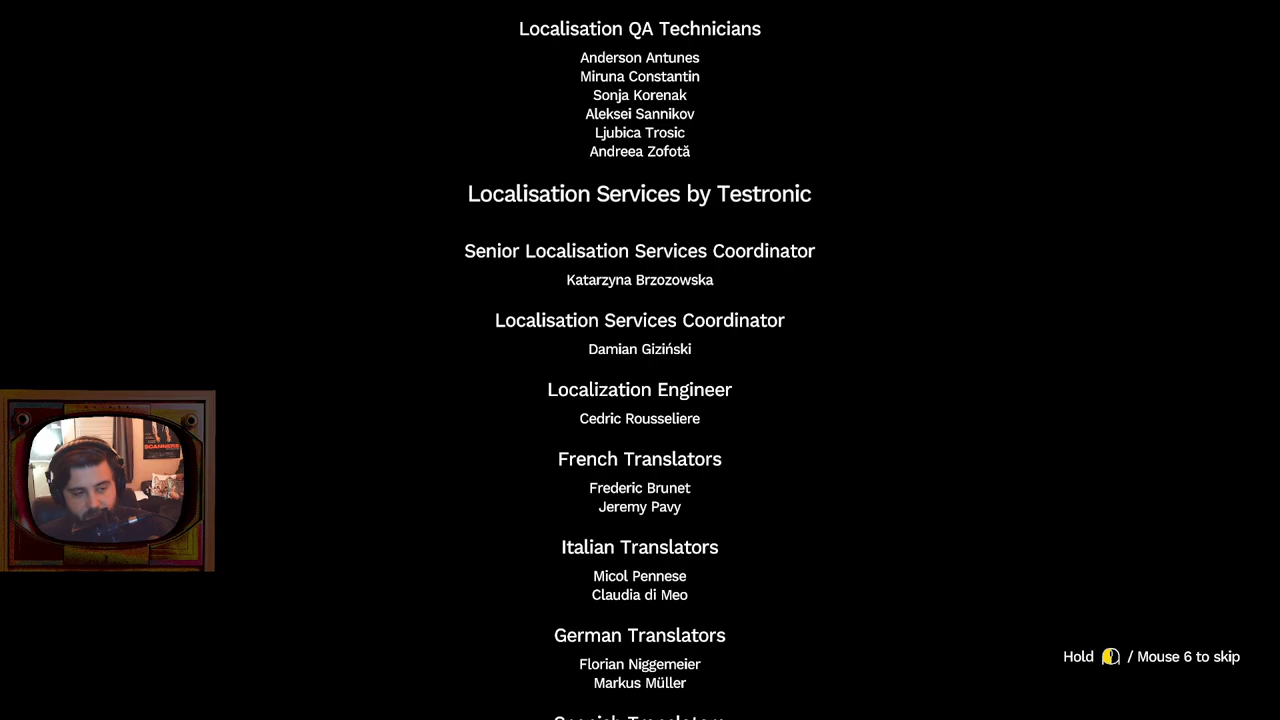 Localisation QA Technicians
Anderson Antunes
Miruna Constantin
Sonja Korenak
Aleksei Sannikov
Ljubica Trosic
Andreea Zofotă
Localisation Services by Testronic
Senior Localisation Services Coordinator
Katarzyna Brzozowska
Localisation Services Coordinator
Damian Giziński
Localization Engineer
Cedric Rousseliere
French Translators
Frederic Brunet
Jeremy Pavy
Italian Translators
Micol Pennese
Claudia di Meo
German Translators
Florian Niggemeier
Markus Müller
SCANNERS
Hold / Mouse 6 to skip